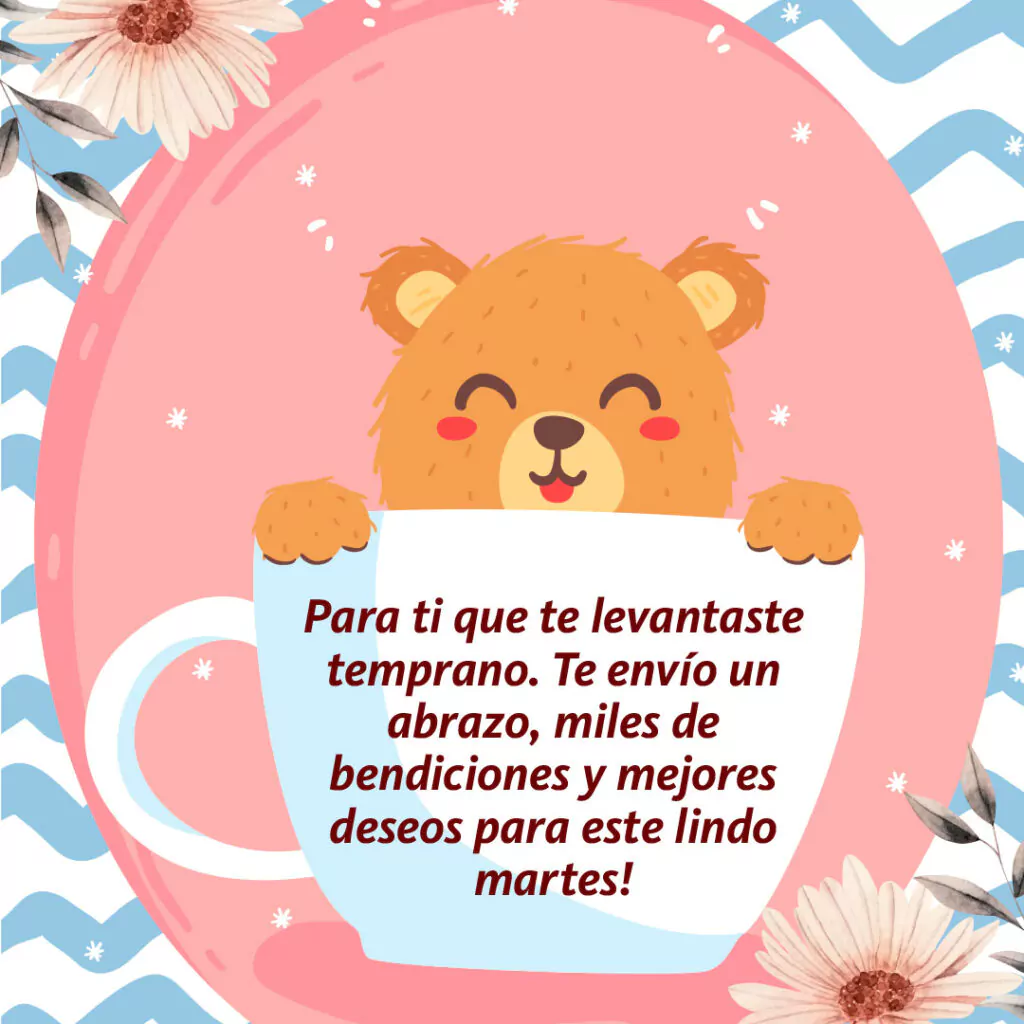 Para ti que te levantaste
temprano. Te envío un
abrazo, miles de
bendiciones y mejores
deseos para este lindo
martes!